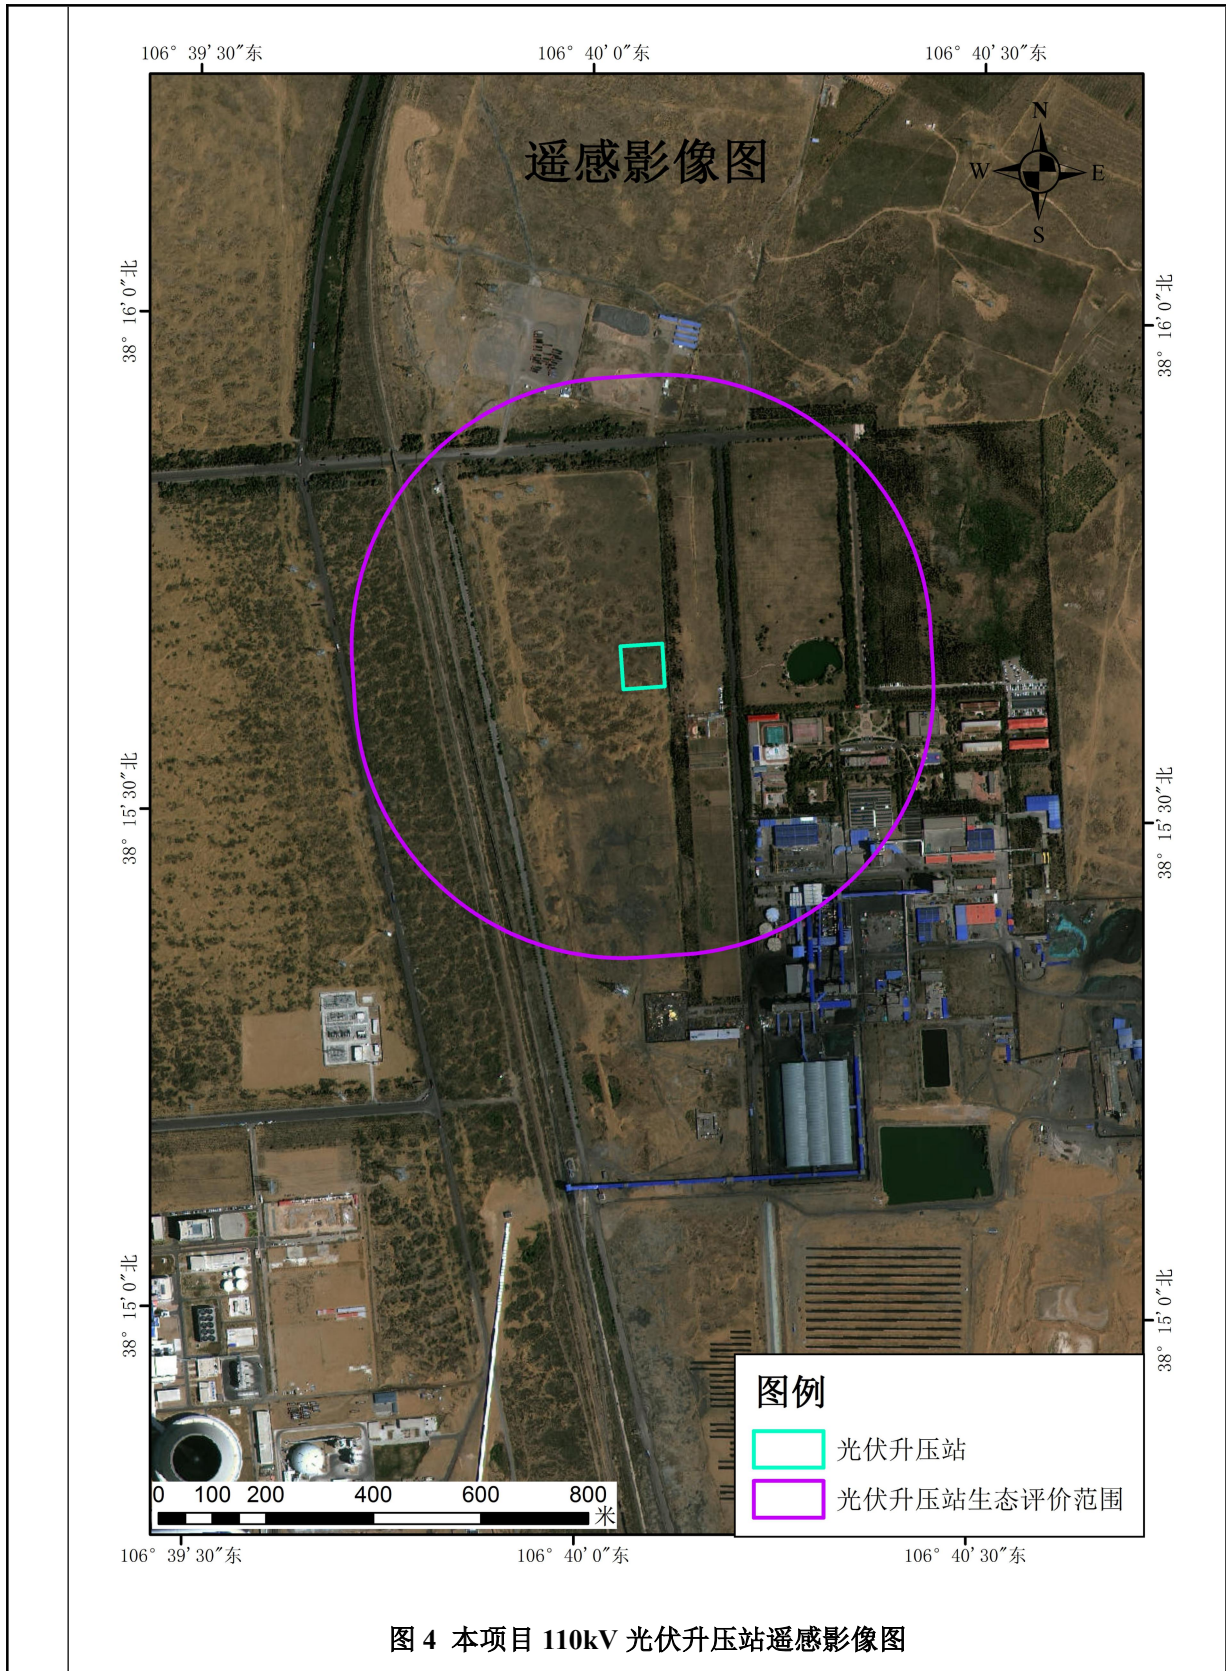 106° 39′30″东 106° 40′0″东 106° 40′30″东
遥感影像图
N
W E
S
38° 16′0″北
38° 16′0″北
38° 15′30″北
38° 15′30″北
38° 15′0″北
38° 15′0″北
图例
光伏升压站
光伏升压站生态评价范围
0 100 200 400 600 800
米
106° 39′30″东 106° 40′0″东 106° 40′30″东
图 4 本项目 110kV 光伏升压站遥感影像图